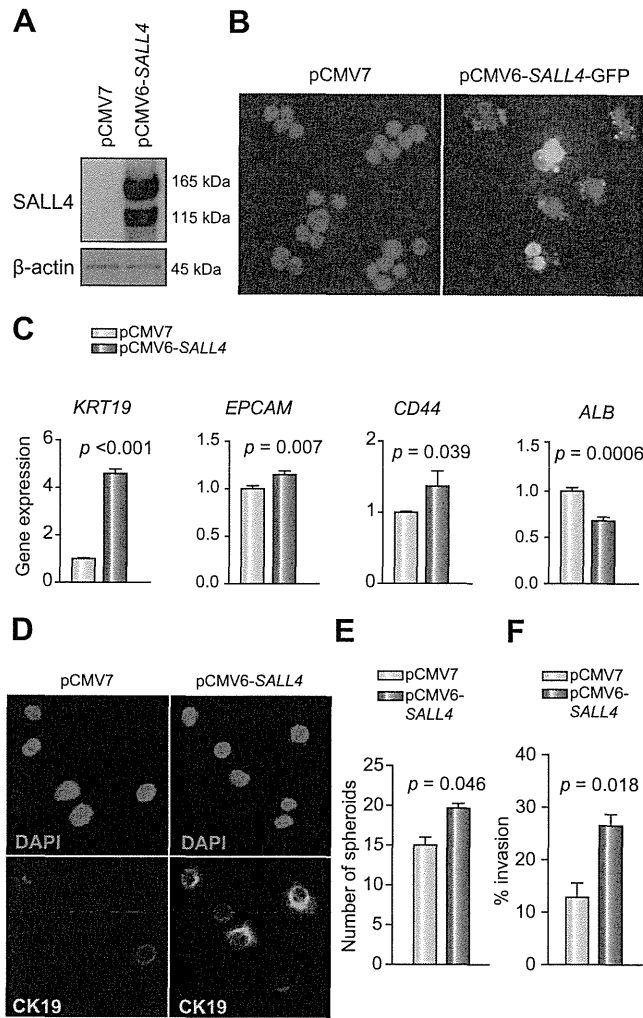 A
pCMV7
pCMV6-SALL4
SALL4
165 kDa
115 kDa
β-actin
45 kDa
B
pCMV7
pCMV6-SALL4-GFP
C
pCMV7
pCMV6-SALL4
KRT19
EPCAM
CD44
ALB
Gene expression
p <0.001
6
4
2
0
p = 0.007
1.5
1.0
0.5
0.0
p = 0.039
2
1
0
p = 0.0006
1.5
1.0
0.5
0.0
D
pCMV7
pCMV6-SALL4
DAPI
DAPI
CK19
CK19
E
pCMV7
pCMV6-
SALL4
Number of spheroids
p = 0.046
25
20
15
10
5
0
F
pCMV7
pCMV6-
SALL4
% invasion
p = 0.018
40
30
20
10
0